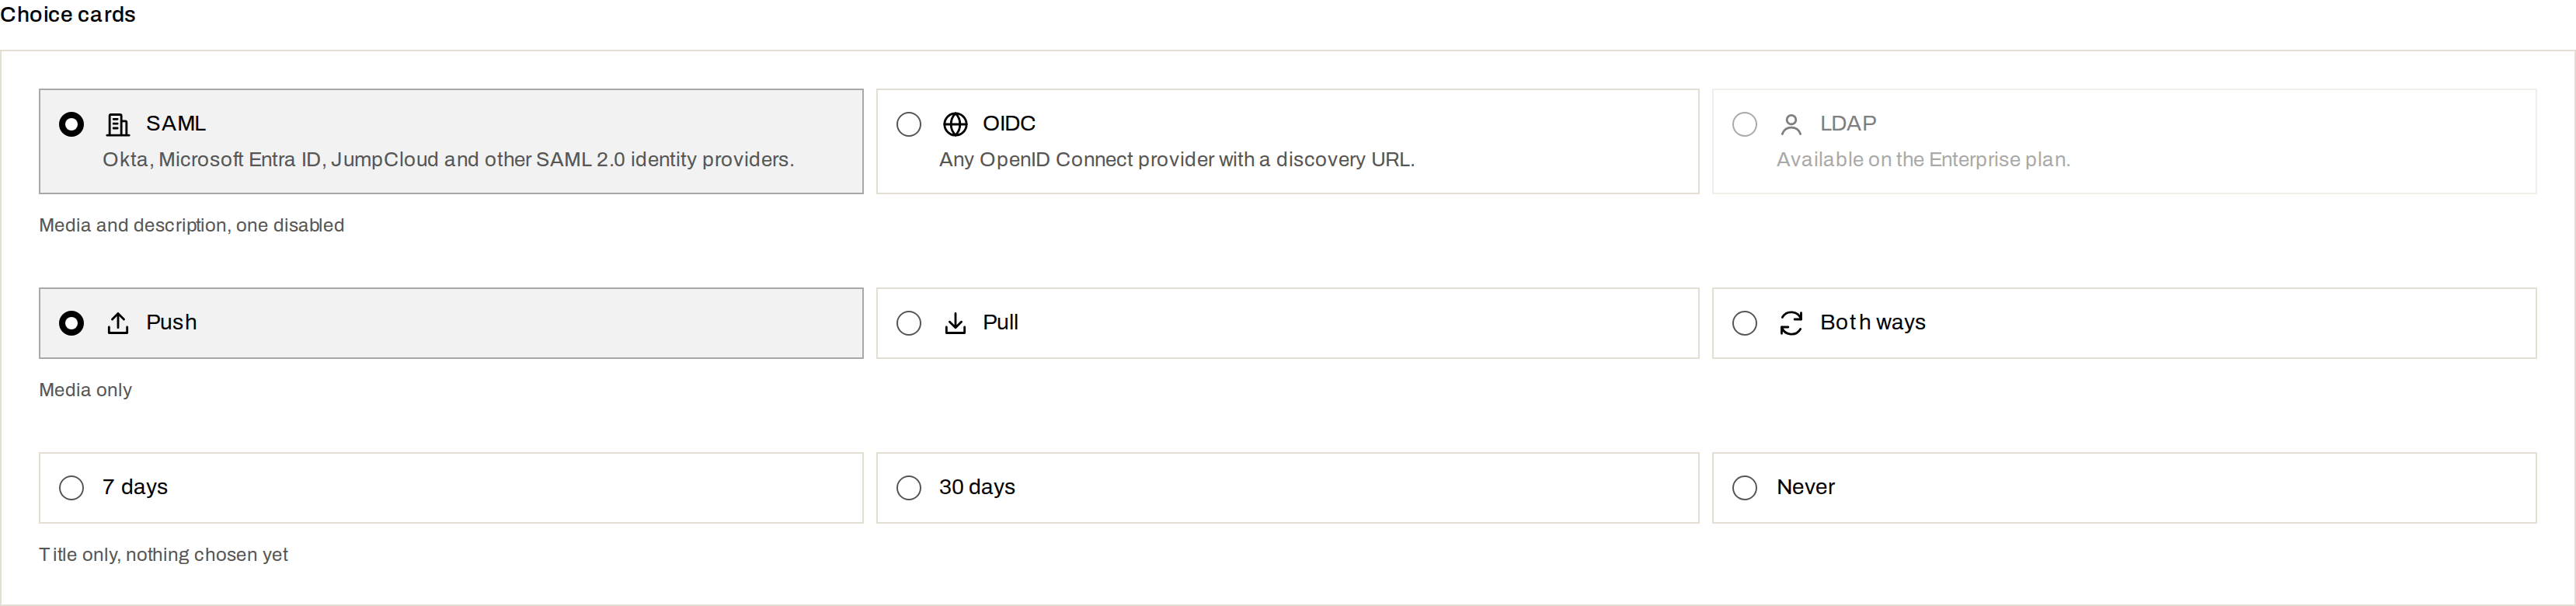 Choice cards
SAML
Okta, Microsoft Entra ID, JumpCloud and other SAML 2.0 identity providers.
OIDC
Any OpenID Connect provider with a discovery URL.
LDAP
Available on the Enterprise plan.
Media and description, one disabled
Push
Pull
Both ways
Media only
7 days
30 days
Never
Title only, nothing chosen yet